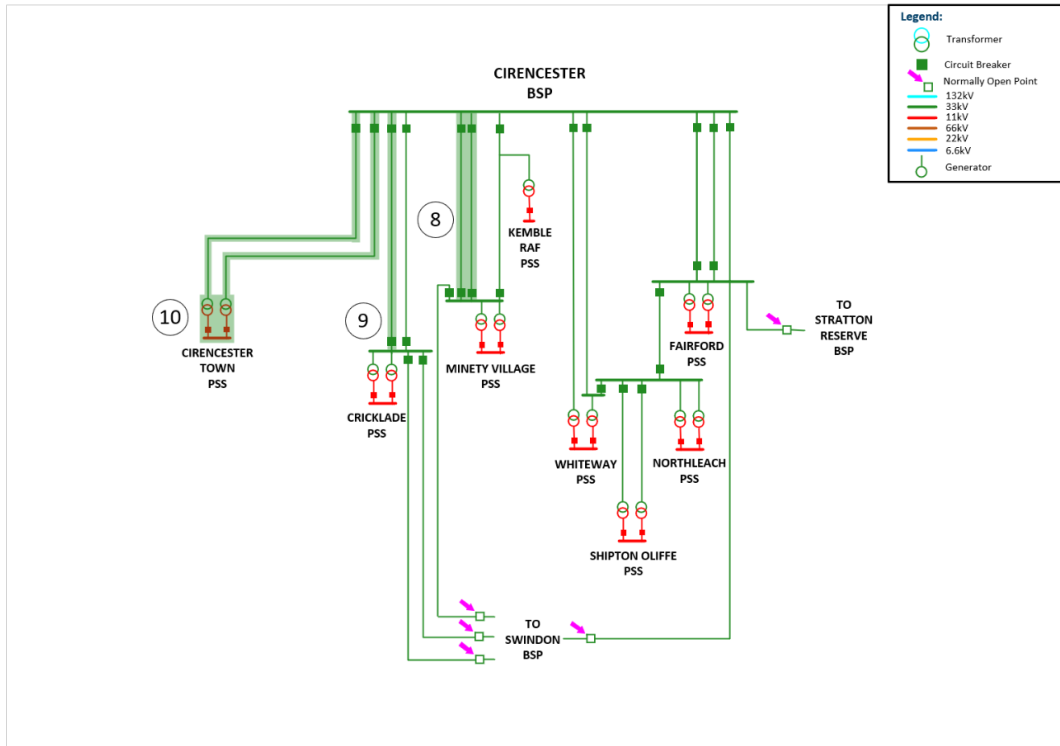 Legend:
Transformer
Circuit Breaker
Normally Open Point
132kV
33kV
11kV
66kV
22kV
6.6kV
Generator
CIRENCESTER
BSP
8
KEMBLE
RAF
PSS
10
CIRENCESTER
TOWN
PSS
9
CRICKLADE
PSS
MINETY VILLAGE
PSS
FAIRFORD
PSS
TO
STRATTON
RESERVE
BSP
WHITEWAY
PSS
NORTHLEACH
PSS
SHIPTON OLIFFE
PSS
TO
SWINDON
BSP